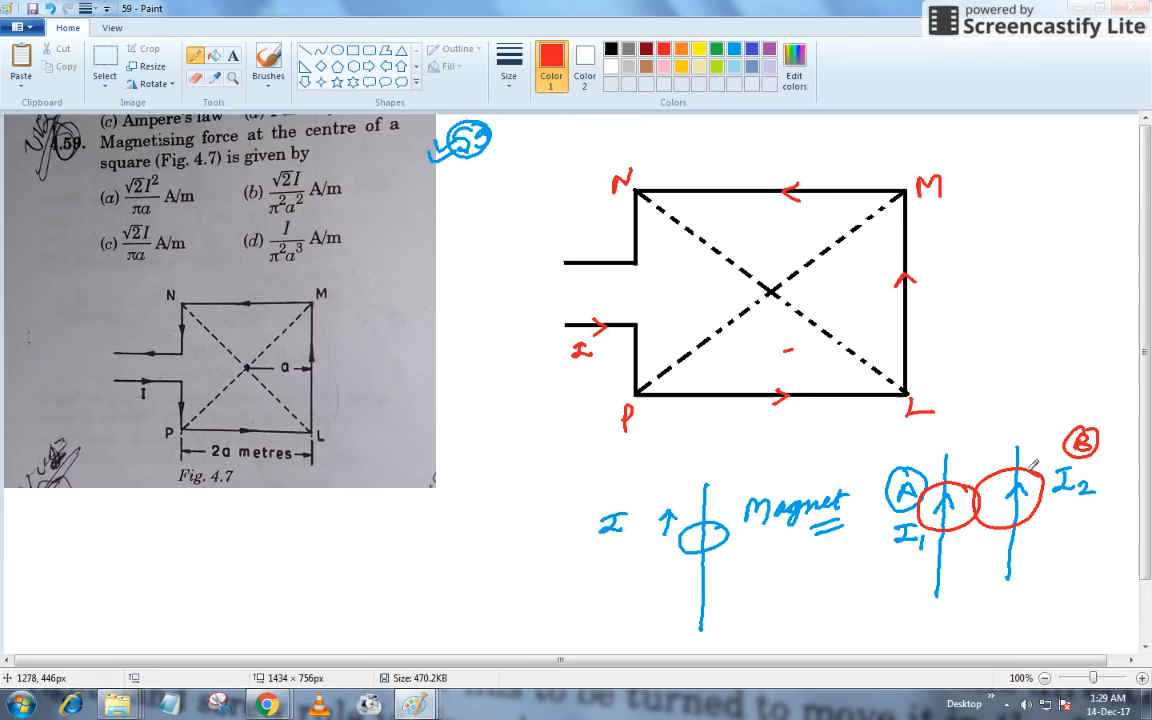 59 - Paint
powered by
Screencastify Lite
Home View
Cut
Copy
Paste
Crop
Resize
Rotate
Select
Brushes
Outline
Fill
Size
Color 1
Color 2
Edit colors
Clipboard Image Tools Shapes Colors
(c) Ampere's law
4.59. Magnetising force at the centre of a
square (Fig. 4.7) is given by
(a) √2I²/πa A/m (b) √2I/π²a² A/m
(c) √2I/πa A/m (d) I/π²a³ A/m
N M
a
I
P L
2a metres
Fig. 4.7
59
N M
I
P L
I Magnet A I₁ B I₂
1278, 446px 1434 × 756px Size: 470.2KB 100%
Desktop 1:29 AM
14-Dec-17